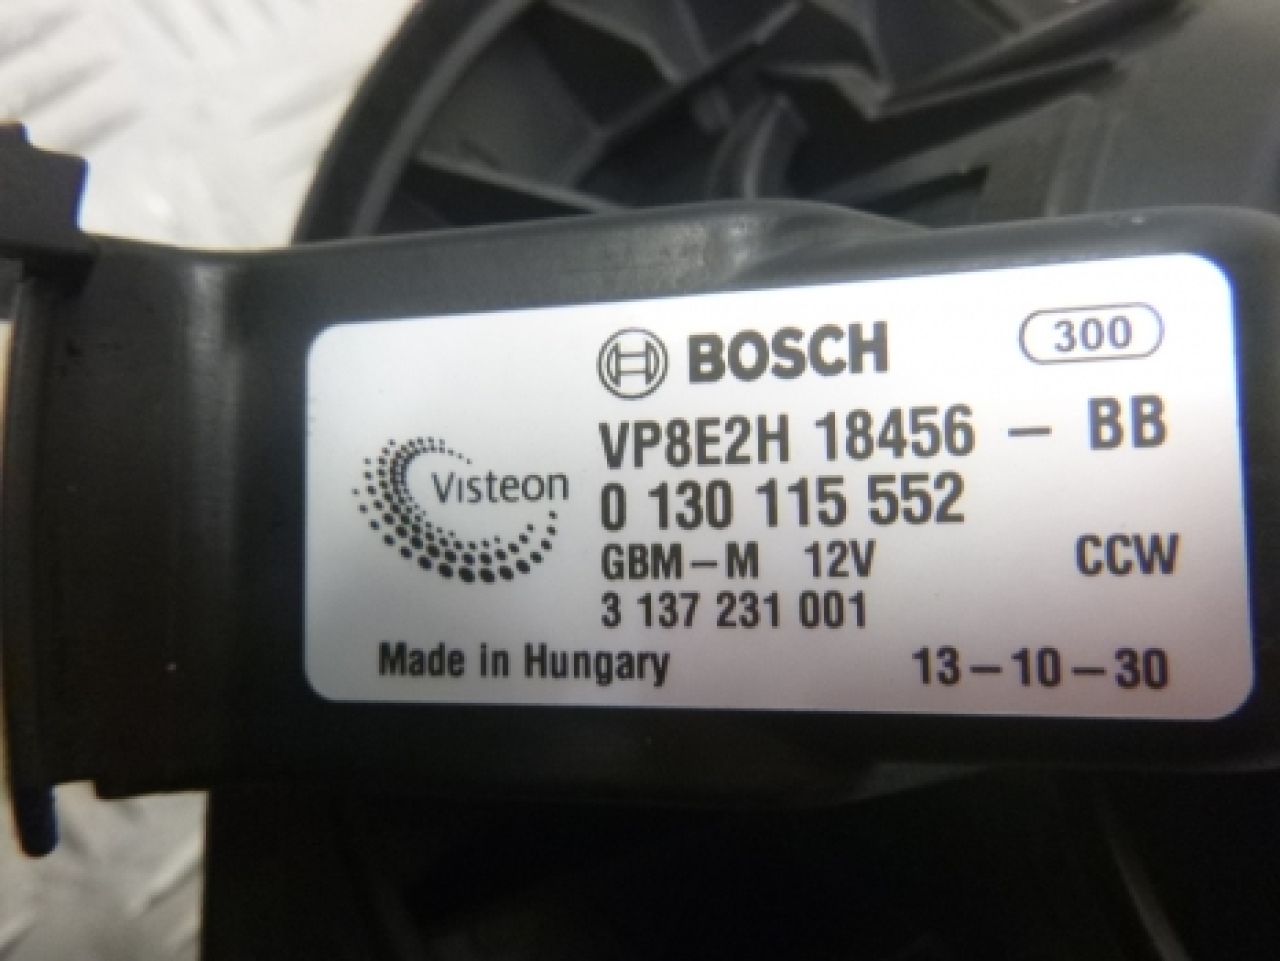 BOSCH 300
VP8E2H 18456 - BB
Visteon
0 130 115 552
GBM-M 12V CCW
3 137 231 001
Made in Hungary 13-10-30